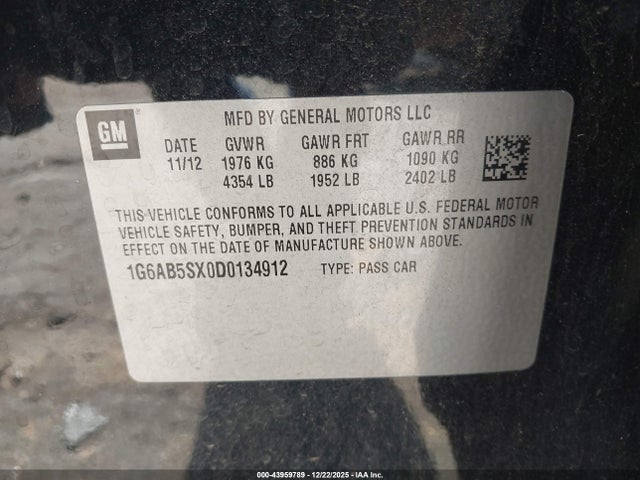 GM
MFD BY GENERAL MOTORS LLC
DATE GVWR GAWR FRT GAWR RR
11/12 1976 KG 886 KG 1090 KG
4354 LB 1952 LB 2402 LB
THIS VEHICLE CONFORMS TO ALL APPLICABLE U.S. FEDERAL MOTOR
VEHICLE SAFETY, BUMPER, AND THEFT PREVENTION STANDARDS IN
EFFECT ON THE DATE OF MANUFACTURE SHOWN ABOVE.
1G6AB5SX0D0134912 TYPE: PASS CAR
000-43959789 - 12/22/2025 - IAA Inc.